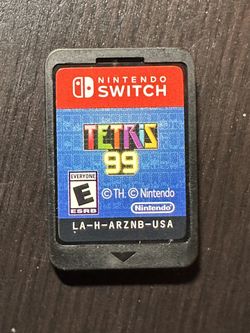 NINTENDO
SWITCH
TETRIS
99
EVERYONE
E
ESRB
© TH. © Nintendo
Nintendo
LA-H-ARZNB-USA